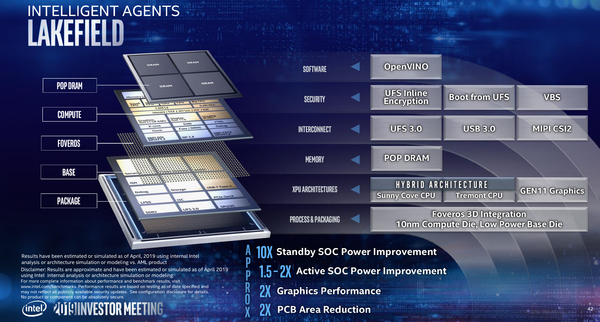 INTELLIGENT AGENTS
LAKEFIELD
POP DRAM
COMPUTE
FOVEROS
BASE
PACKAGE
DRAM
DRAM
DRAM
DRAM
SOFTWARE
OpenVINO
SECURITY
UFS Inline
Encryption
Boot from UFS
VBS
INTERCONNECT
UFS 3.0
USB 3.0
MIPI CSI2
MEMORY
POP DRAM
XPU ARCHITECTURES
HYBRID ARCHITECTURE
Sunny Cove CPU
Tremont CPU
GEN11 Graphics
PROCESS & PACKAGING
Foveros 3D Integration
10nm Compute Die, Low Power Base Die
APPROX
10X Standby SOC Power Improvement
1.5-2X Active SOC Power Improvement
2X Graphics Performance
2X PCB Area Reduction
Results have been estimated or simulated as of April, 2019 using internal Intel
analysis or architecture simulation or modeling vs. AML product
Disclaimer: Results are approximate and have been estimated or simulated as of April 2019
using Intel internal analysis or architecture simulation or modeling
For more complete information about performance and benchmark results, visit
www.intel.com/benchmarks. Performance results are based on testing as of date specified and
may not reflect all publicly available security updates. See configuration disclosure for details.
No product or component can be absolutely secure.
intel
2019 INVESTOR MEETING
42